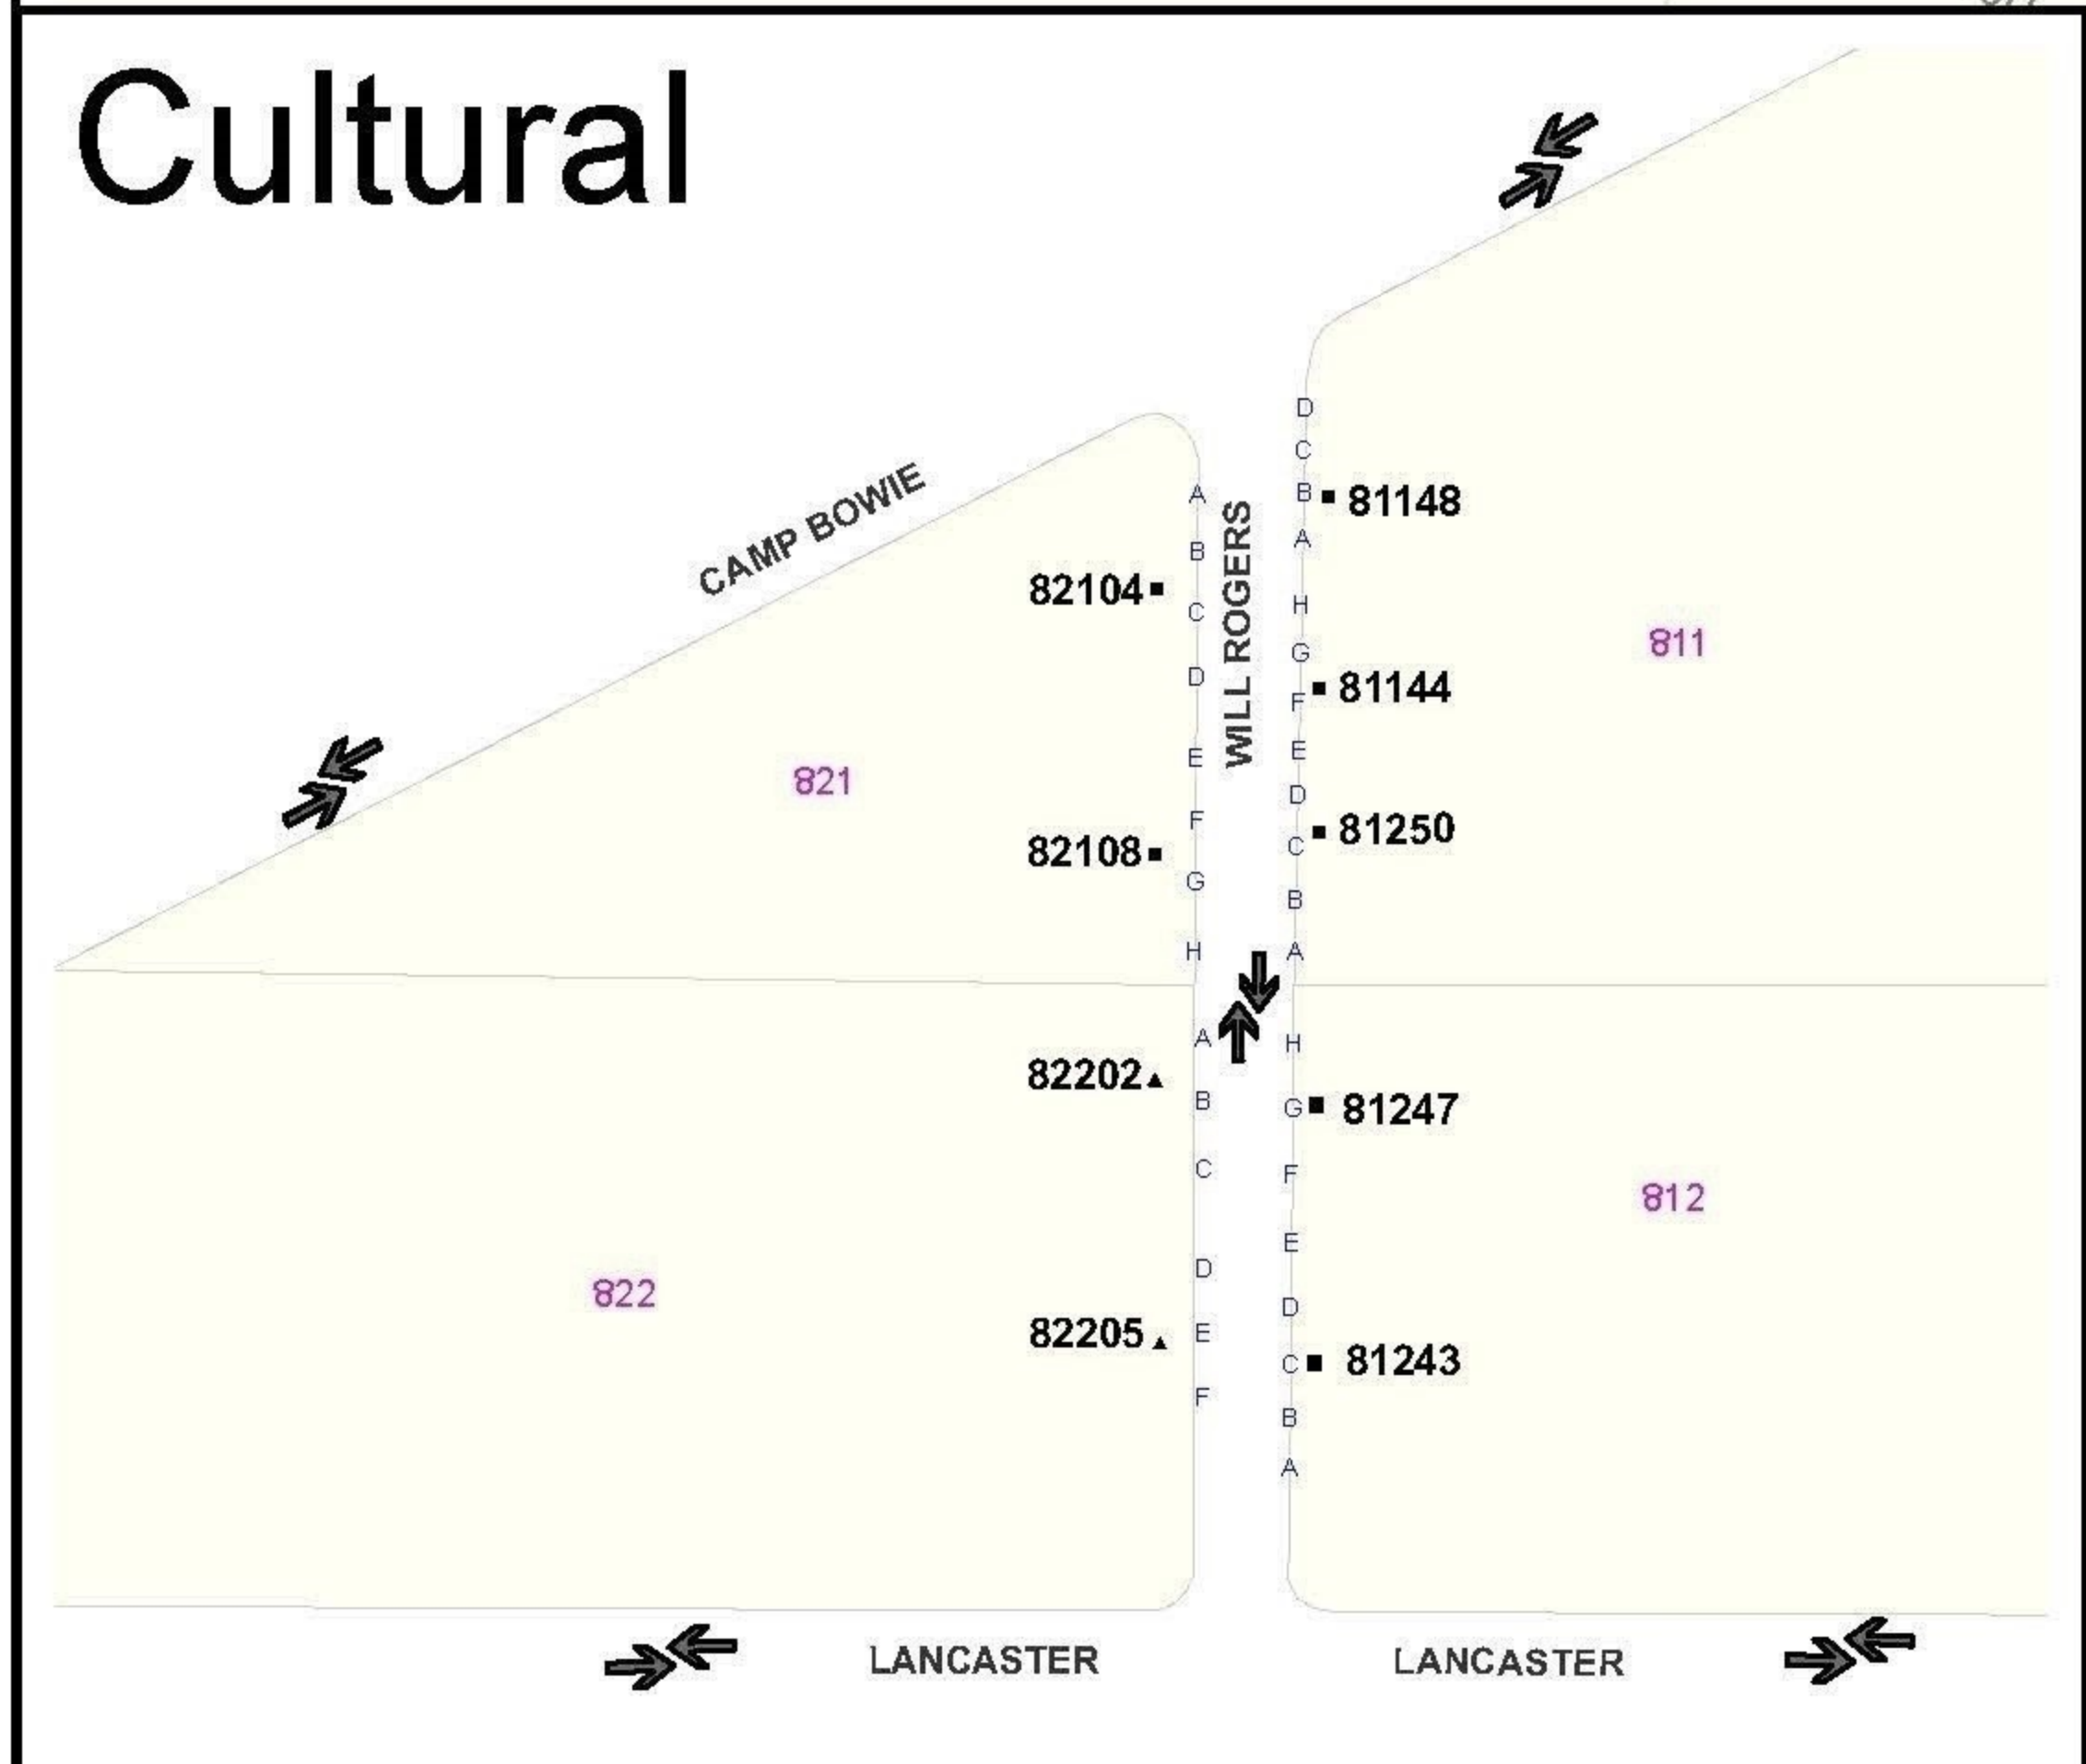 Cultural
CAMP BOWIE
WILL ROGERS
A
B
C
D
E
F
G
H
82104
82108
821
D
C
B
A
H
G
F
E
D
C
B
A
81148
81144
81250
811
A
B
C
D
E
F
82202
82205
822
H
G
F
E
D
C
B
A
81247
81243
812
LANCASTER
LANCASTER